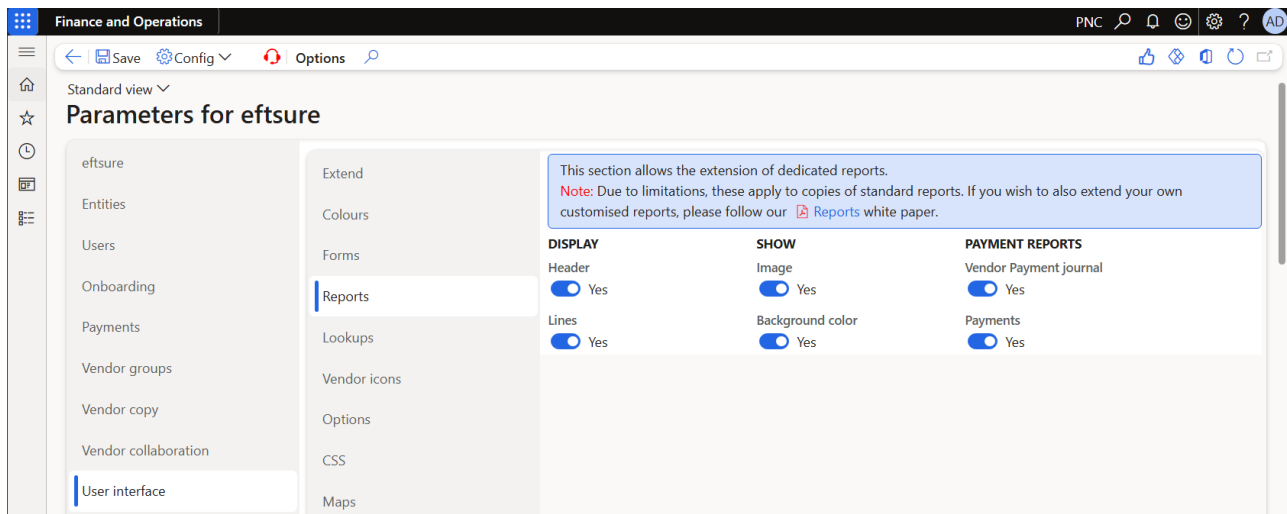 Finance and Operations
PNC
?
AD
Save
Config
Options
Standard view
Parameters for eftsure
eftsure
Entities
Users
Onboarding
Payments
Vendor groups
Vendor copy
Vendor collaboration
User interface
Extend
Colours
Forms
Reports
Lookups
Vendor icons
Options
CSS
Maps
This section allows the extension of dedicated reports.
Note: Due to limitations, these apply to copies of standard reports. If you wish to also extend your own
customised reports, please follow our Reports white paper.
DISPLAY
Header
Yes
Lines
Yes
SHOW
Image
Yes
Background color
Yes
PAYMENT REPORTS
Vendor Payment journal
Yes
Payments
Yes